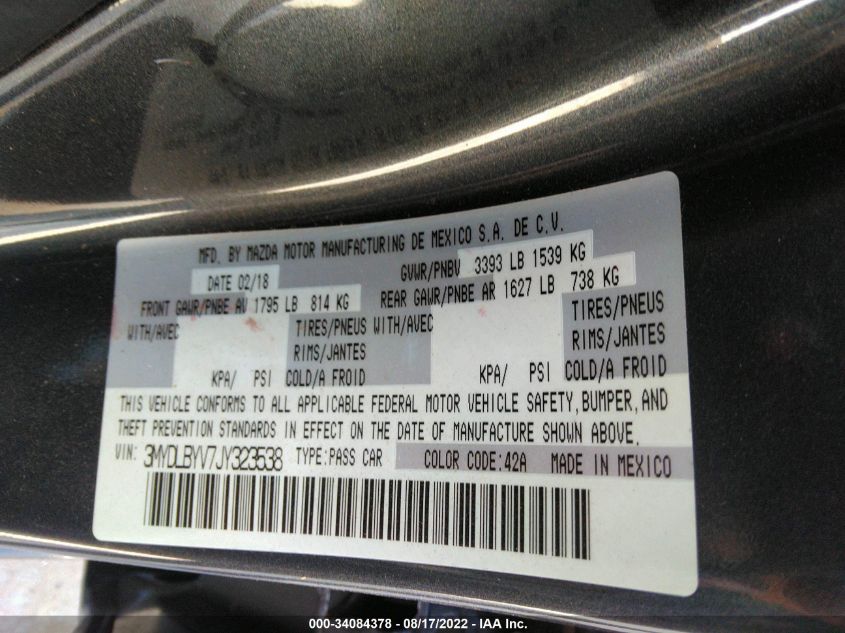 MFD. BY MAZDA MOTOR MANUFACTURING DE MEXICO S.A. DE C.V.
DATE 02/18 GVWR/PNBV 3393 LB 1539 KG
FRONT GAWR/PNBE AV 1795 LB 814 KG REAR GAWR/PNBE AR 1627 LB 738 KG
WITH/AVEC TIRES/PNEUS WITH/AVEC TIRES/PNEUS
RIMS/JANTES RIMS/JANTES
KPA/ PSI COLD/A FROID KPA/ PSI COLD/A FROID
THIS VEHICLE CONFORMS TO ALL APPLICABLE FEDERAL MOTOR VEHICLE SAFETY, BUMPER, AND
THEFT PREVENTION STANDARDS IN EFFECT ON THE DATE OF MANUFACTURE SHOWN ABOVE.
VIN: 3MYDLBYV7JY323538 TYPE:PASS CAR COLOR CODE:42A MADE IN MEXICO
000-34084378 - 08/17/2022 - IAA Inc.